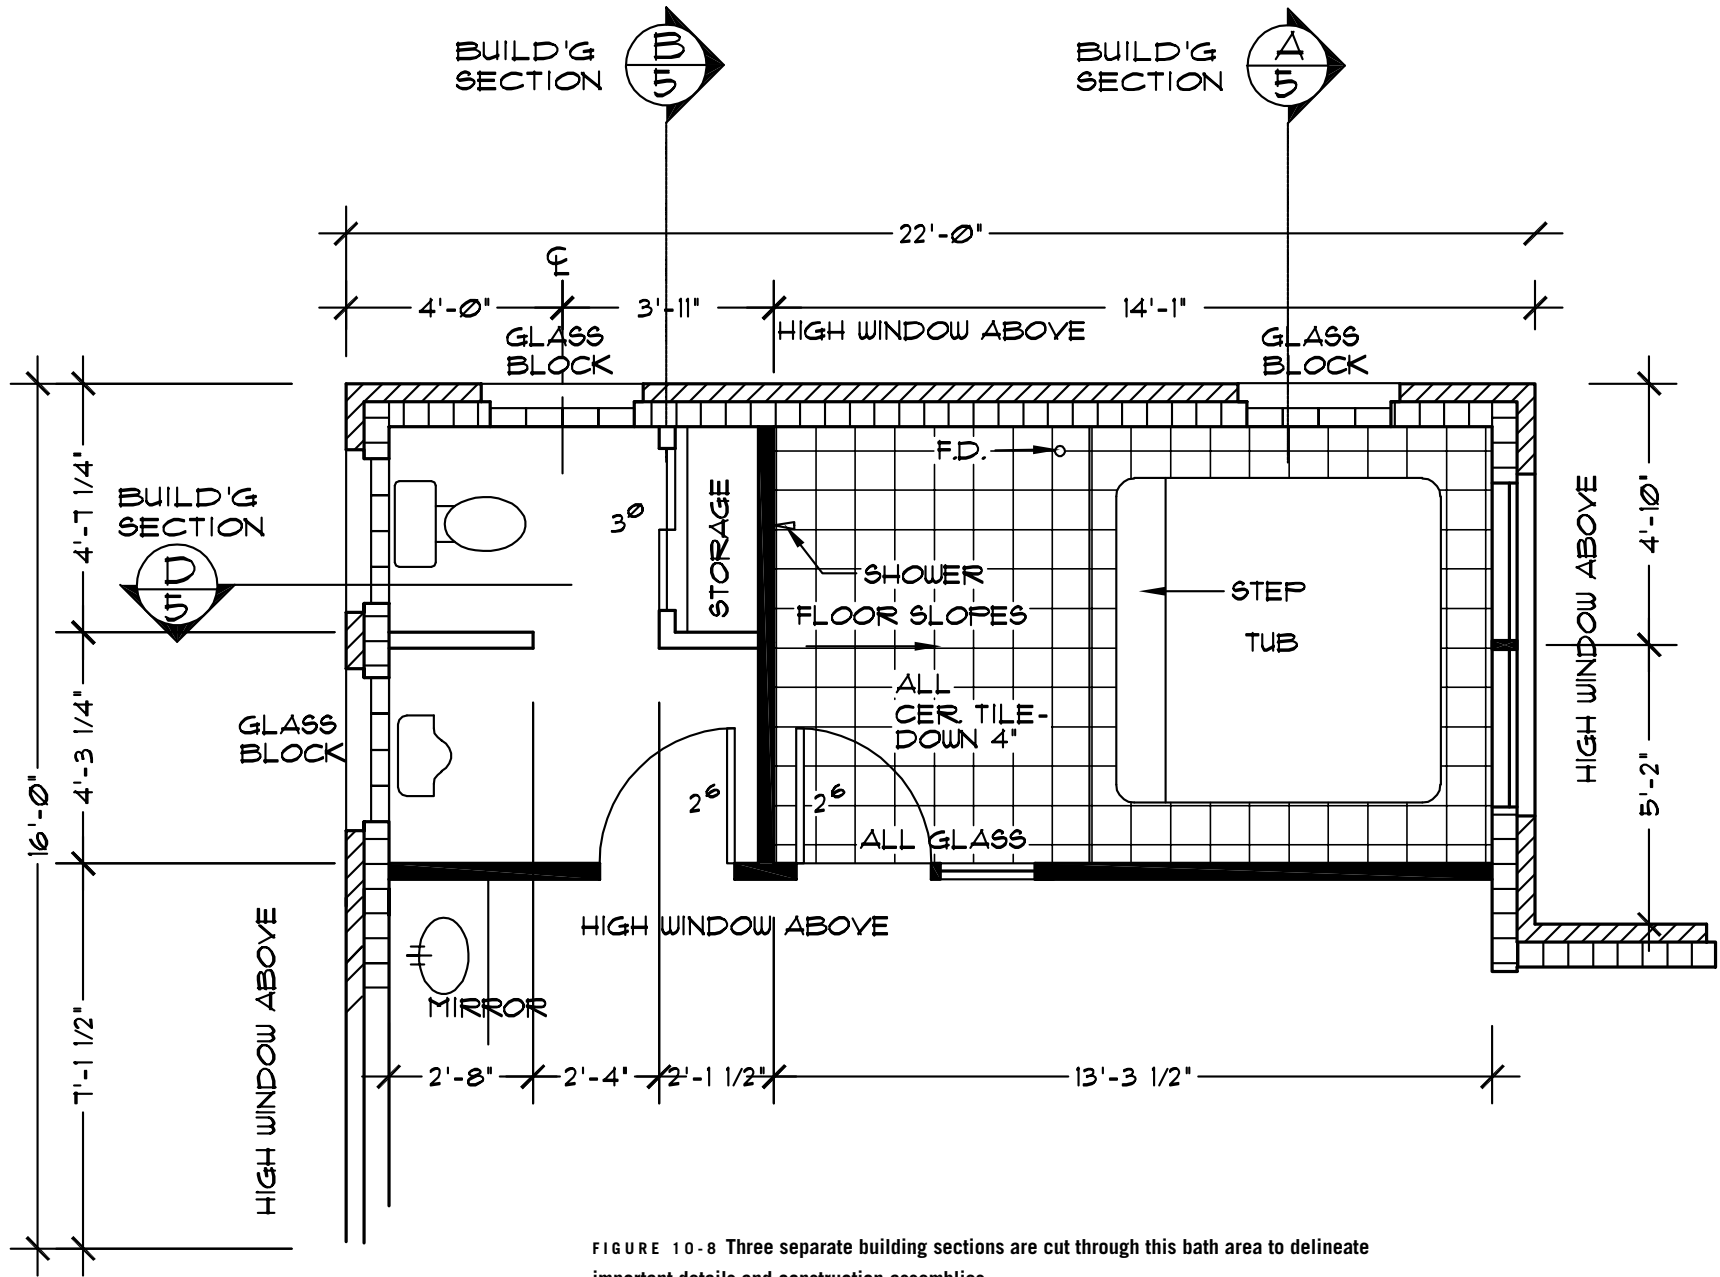 BUILD'G
SECTION
B
5
BUILD'G
SECTION
A
5
22'-0"
℄
4'-0"
3'-11"
14'-1"
GLASS
BLOCK
HIGH WINDOW ABOVE
GLASS
BLOCK
4'-7 1/4"
BUILD'G
SECTION
D
5
3⁰
STORAGE
F.D.
SHOWER
FLOOR SLOPES
ALL
CER. TILE-
DOWN 4"
STEP
TUB
HIGH WINDOW ABOVE
4'-10"
5'-2"
GLASS
BLOCK
4'-3 1/4"
16'-0"
2⁶
2⁶
ALL GLASS
HIGH WINDOW ABOVE
HIGH WINDOW ABOVE
MIRROR
7'-1 1/2"
2'-8"
2'-4"
2'-1 1/2"
13'-3 1/2"
FIGURE 10-8 Three separate building sections are cut through this bath area to delineate
important details and construction assemblies